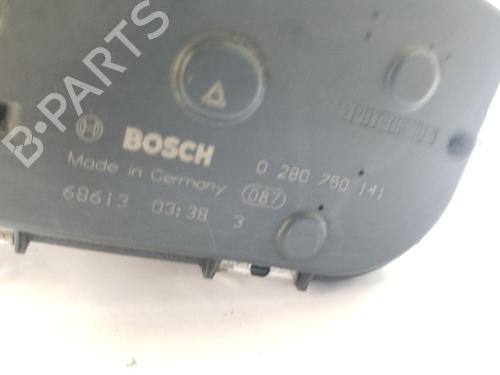 B-PARTS
BOSCH
0 280 750 141
Made in Germany
087
68613 03:38 3